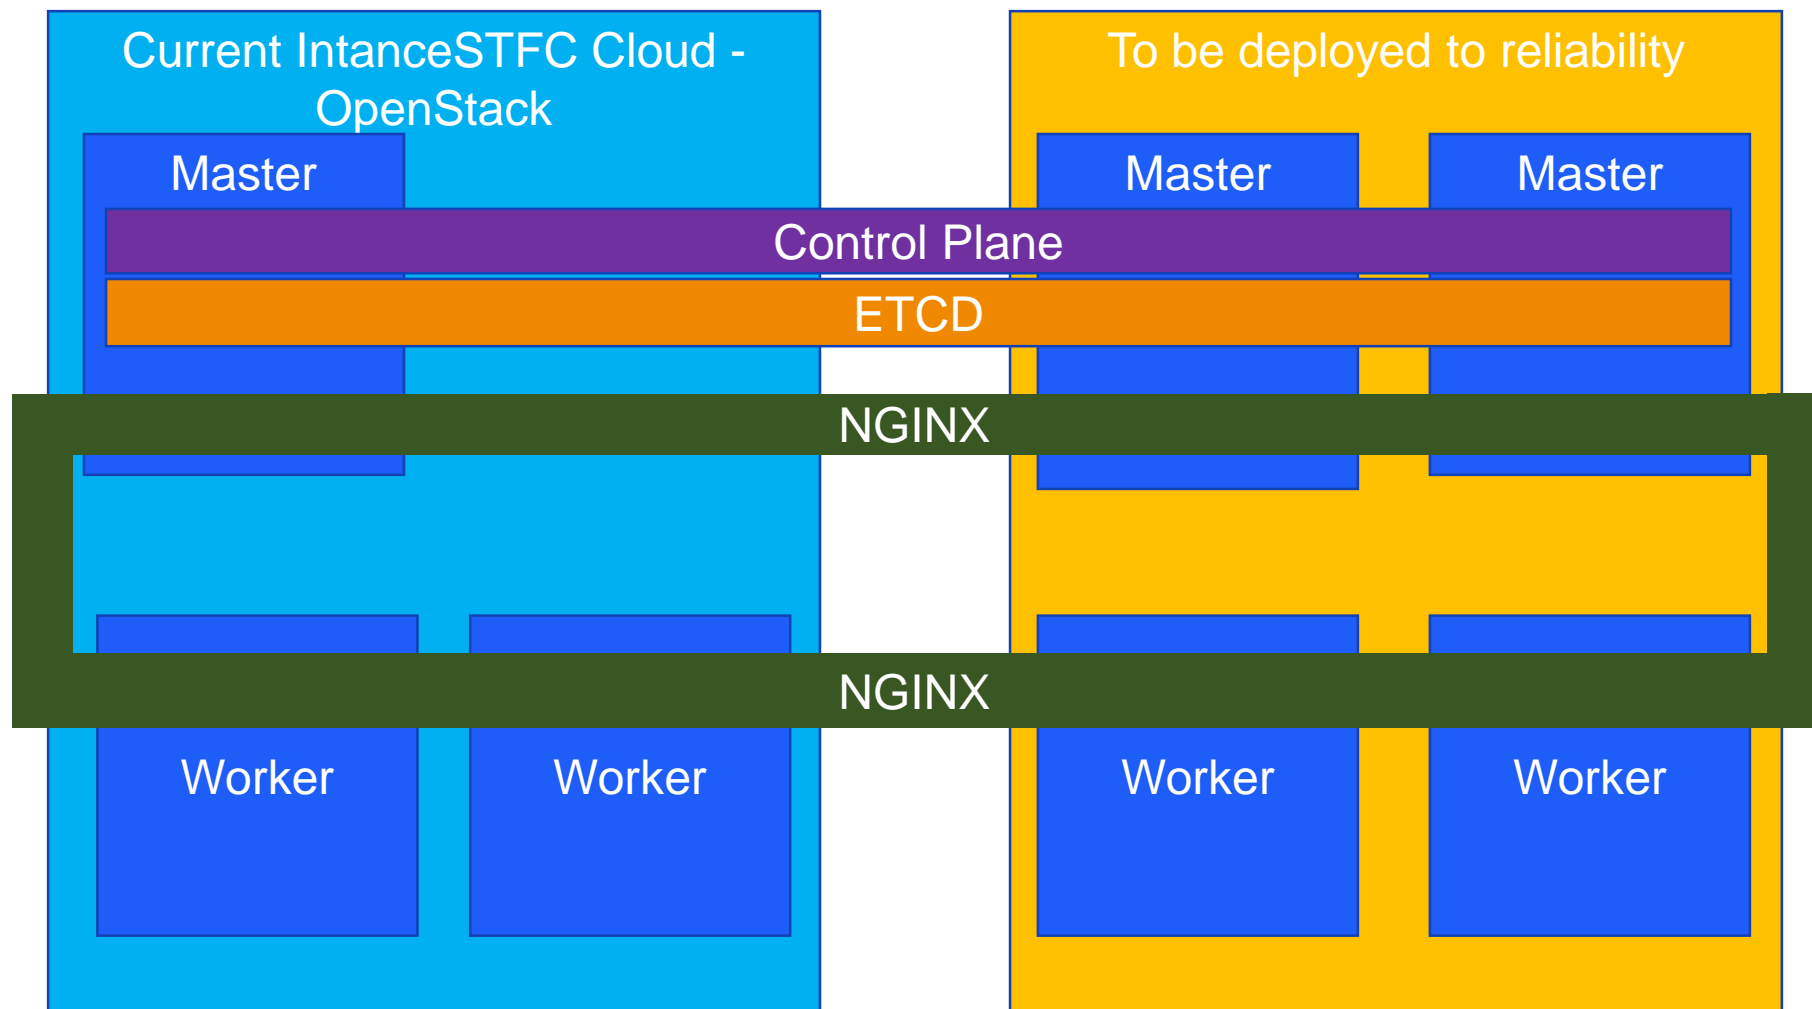 Current IntanceSTFC Cloud -
OpenStack
To be deployed to reliability
Master
Master
Master
Control Plane
ETCD
NGINX
NGINX
Worker
Worker
Worker
Worker